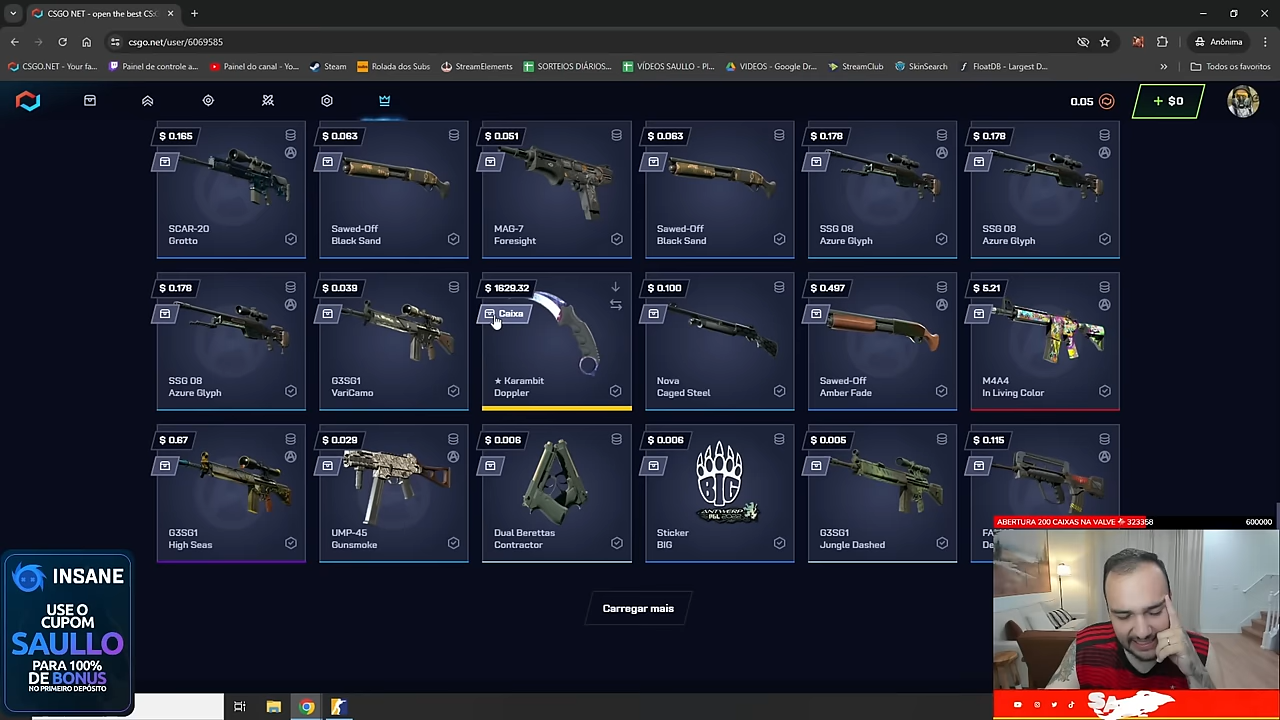 CSGO NET - open the best CS:
csgo.net/user/6069585
Anônima
CSGO.NET - Your fa...
Painel de controle a...
Painel do canal - Yo...
Steam
Rolada dos Subs
StreamElements
SORTEIOS DIÁRIOS...
VÍDEOS SAULLO - Pl...
VIDEOS - Google Dr...
StreamClub
SkinSearch
FloatDB - Largest D...
»
Todos os favoritos
0.05
+ $0
$ 0.165
$ 0.063
$ 0.051
$ 0.063
$ 0.178
$ 0.178
SCAR-20
Grotto
Sawed-Off
Black Sand
MAG-7
Foresight
Sawed-Off
Black Sand
SSG 08
Azure Glyph
SSG 08
Azure Glyph
$ 0.178
$ 0.039
$ 1629.32
$ 0.100
$ 0.497
$ 5.21
Caixa
SSG 08
Azure Glyph
G3SG1
VariCamo
★ Karambit
Doppler
Nova
Caged Steel
Sawed-Off
Amber Fade
M4A4
In Living Color
$ 0.67
$ 0.029
$ 0.006
$ 0.006
$ 0.005
$ 0.115
BIG
ANTWERP
PGL 2022
G3SG1
High Seas
UMP-45
Gunsmoke
Dual Berettas
Contractor
Sticker
BIG
G3SG1
Jungle Dashed
FA
De
Carregar mais
INSANE
USE O
CUPOM
SAULLO
PARA 100%
DE BONUS
NO PRIMEIRO DEPÓSITO
ABERTURA 200 CAIXAS NA VALVE
323358
600000